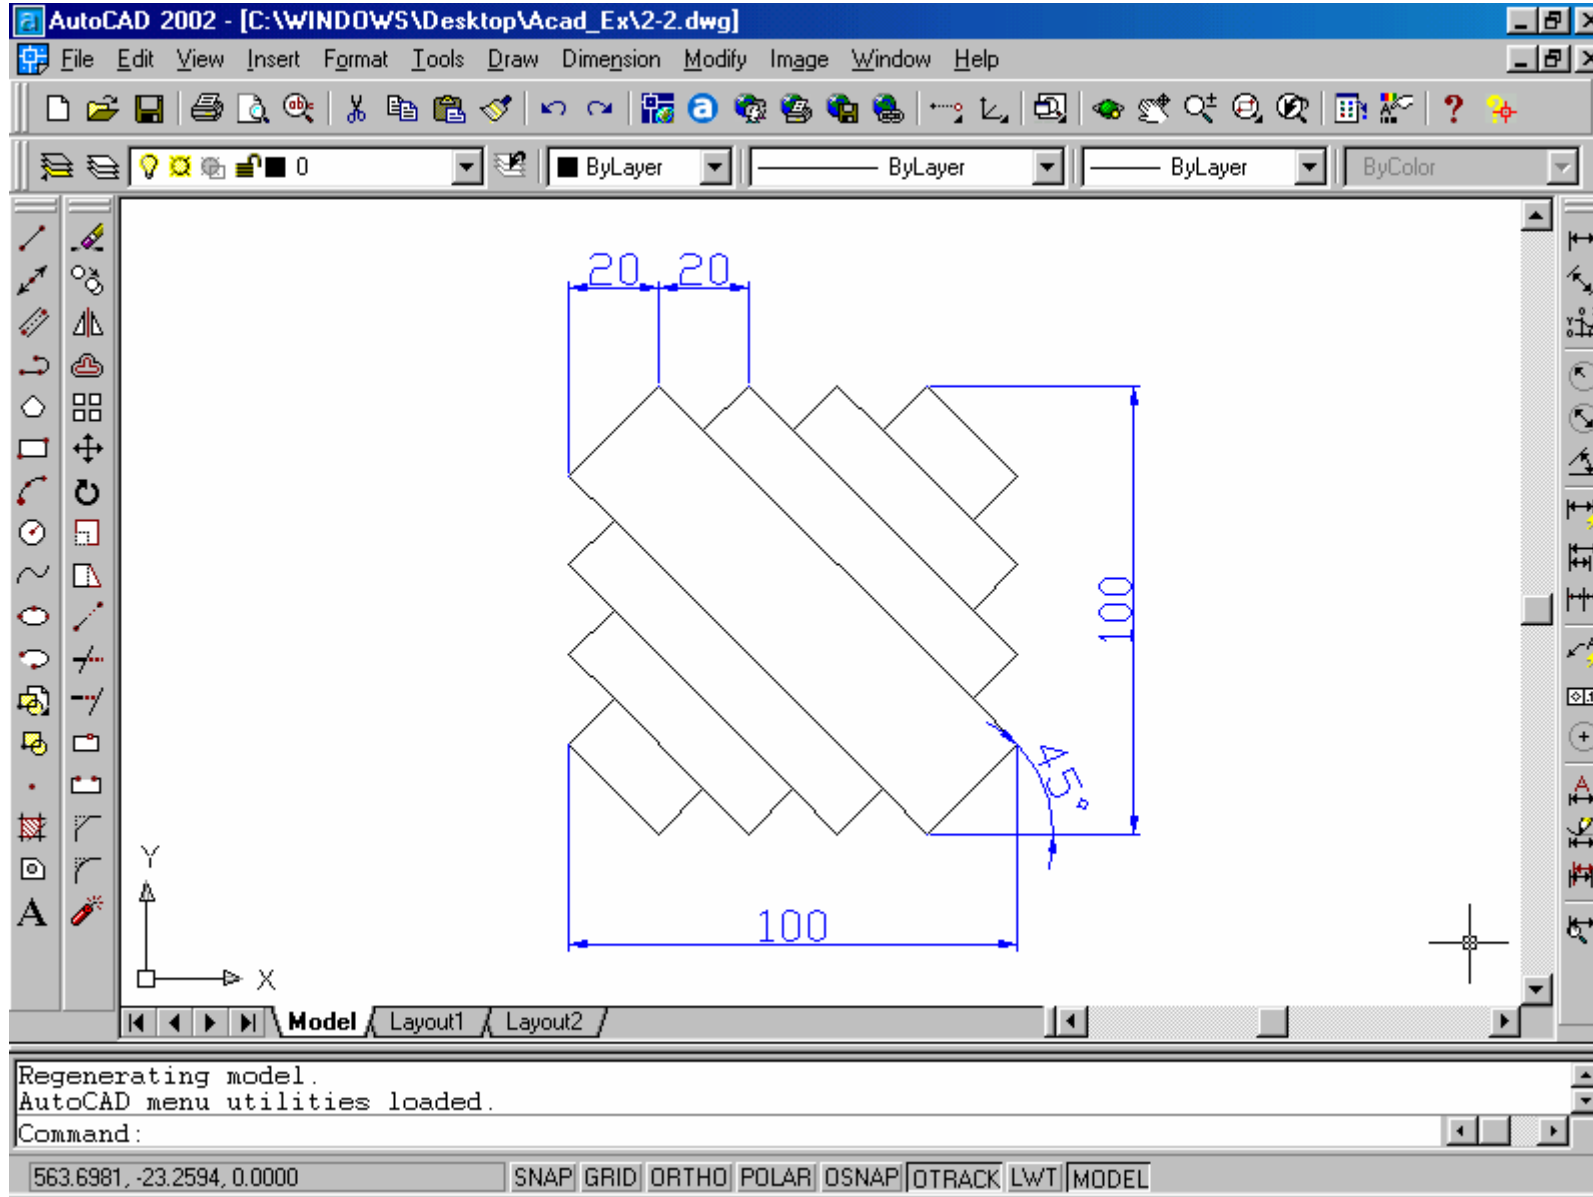 AutoCAD 2002 - [C:\WINDOWS\Desktop\Acad_Ex\2-2.dwg]
File Edit View Insert Format Tools Draw Dimension Modify Image Window Help
0 ByLayer ByLayer ByLayer ByColor
20 20
100
45°
100
Y
X
A
Model Layout1 Layout2
Regenerating model.
AutoCAD menu utilities loaded.
Command:
563.6981, -23.2594, 0.0000 SNAP GRID ORTHO POLAR OSNAP OTRACK LWT MODEL